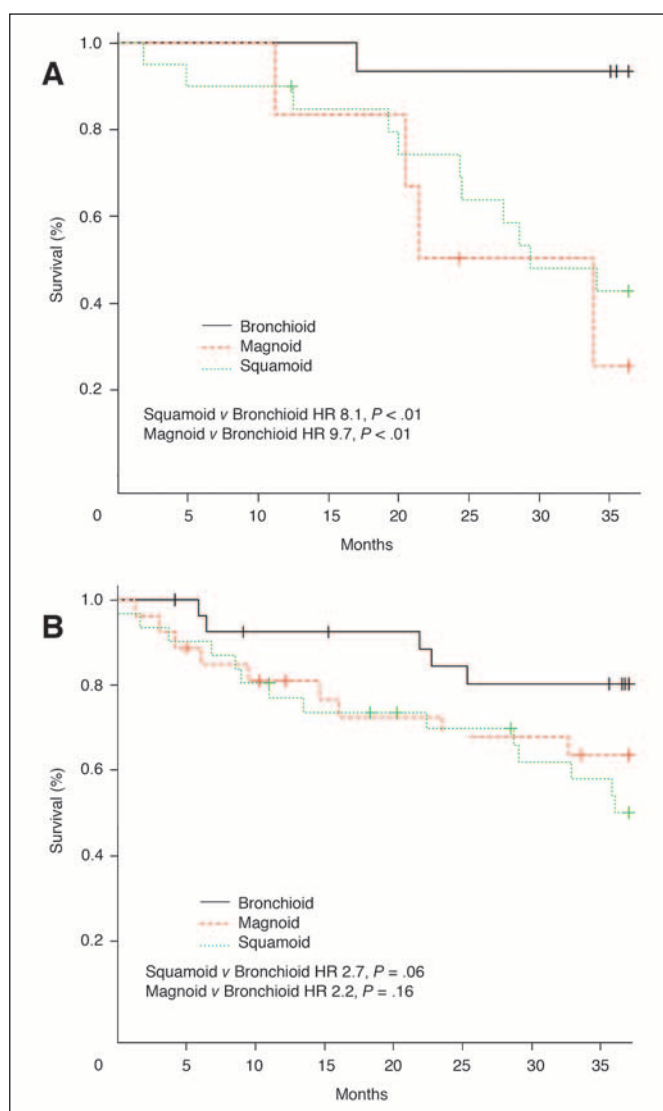 A
1.0
0.8
0.6
0.4
0.2
0
Survival (%)
Bronchioid
Magnoid
Squamoid
Squamoid v Bronchioid HR 8.1, P < .01
Magnoid v Bronchioid HR 9.7, P < .01
5 10 15 20 25 30 35
Months
B
1.0
0.8
0.6
0.4
0.2
0
Survival (%)
Bronchioid
Magnoid
Squamoid
Squamoid v Bronchioid HR 2.7, P = .06
Magnoid v Bronchioid HR 2.2, P = .16
5 10 15 20 25 30 35
Months